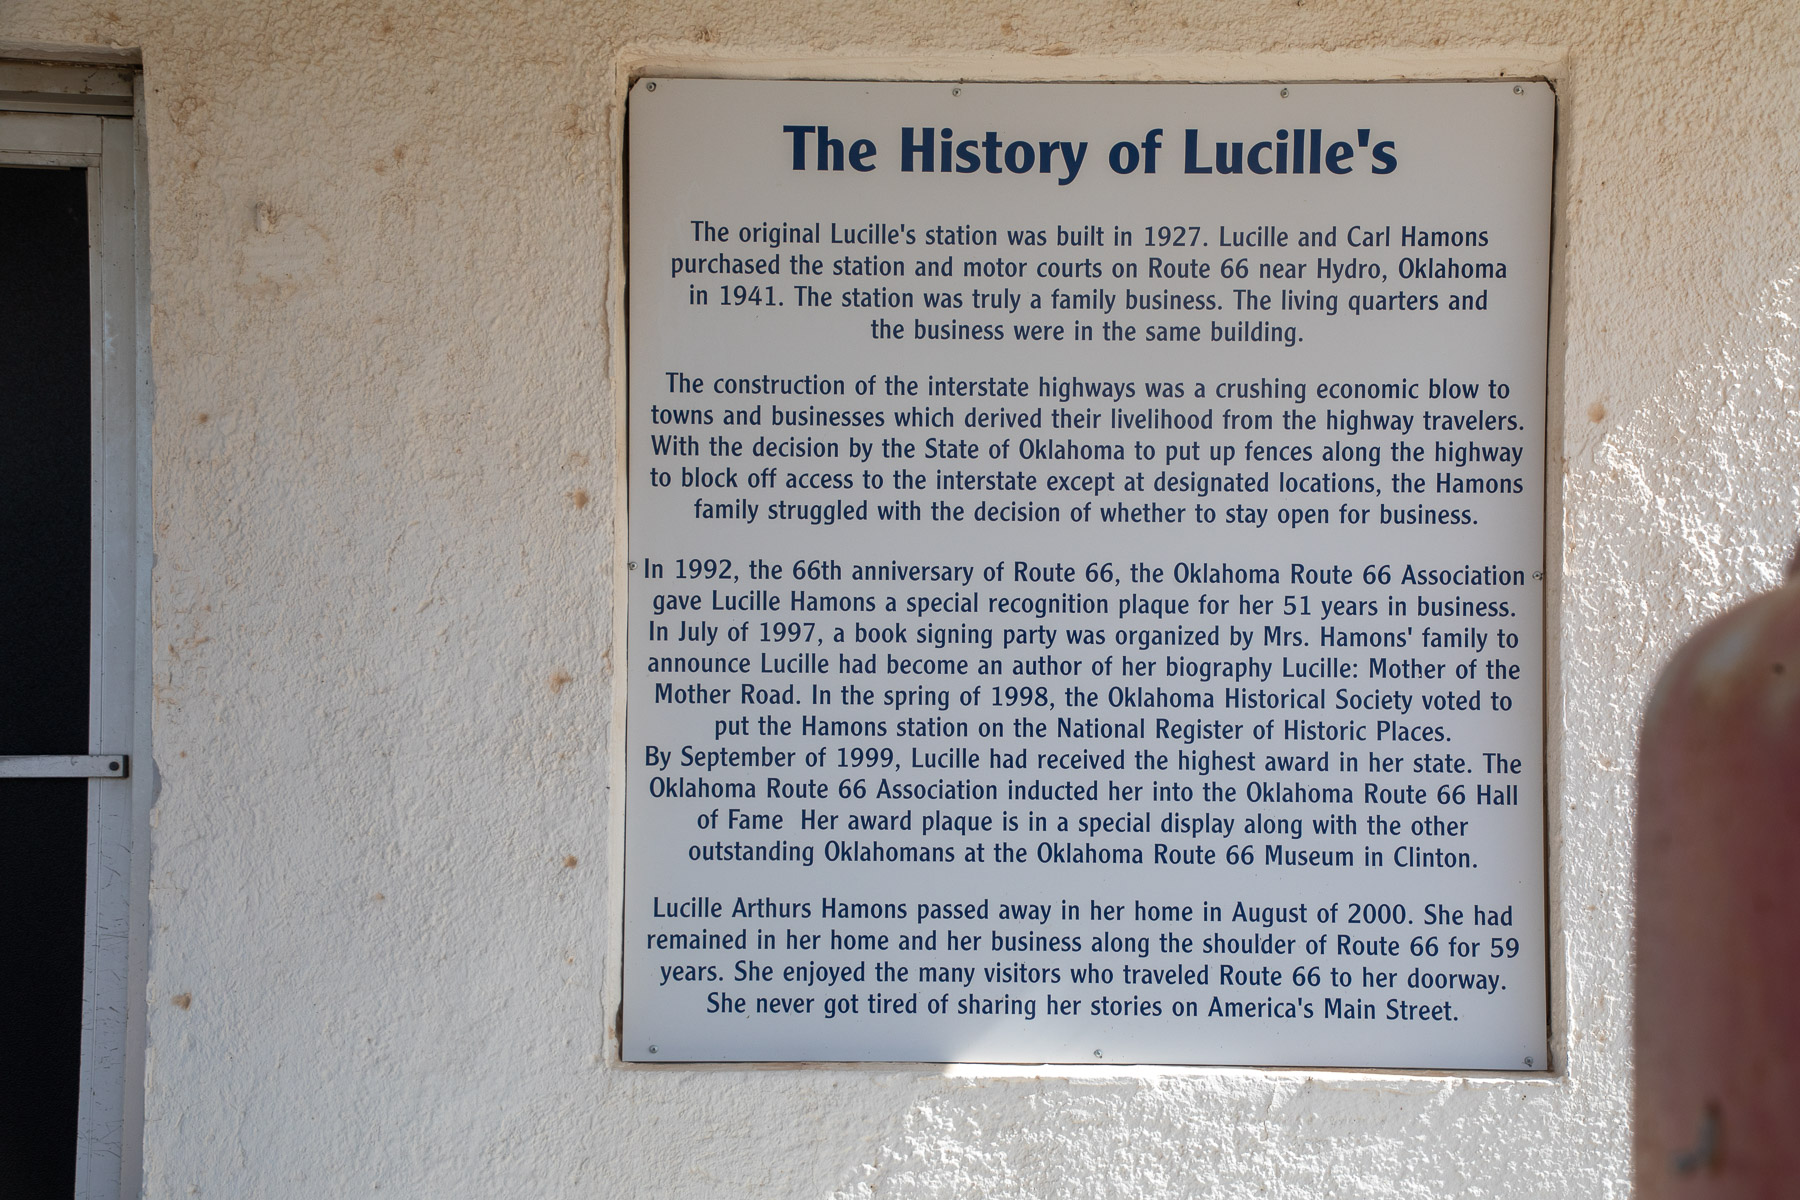 The History of Lucille's
The original Lucille's station was built in 1927. Lucille and Carl Hamons
purchased the station and motor courts on Route 66 near Hydro, Oklahoma
in 1941. The station was truly a family business. The living quarters and
the business were in the same building.
The construction of the interstate highways was a crushing economic blow to
towns and businesses which derived their livelihood from the highway travelers.
With the decision by the State of Oklahoma to put up fences along the highway
to block off access to the interstate except at designated locations, the Hamons
family struggled with the decision of whether to stay open for business.
In 1992, the 66th anniversary of Route 66, the Oklahoma Route 66 Association
gave Lucille Hamons a special recognition plaque for her 51 years in business.
In July of 1997, a book signing party was organized by Mrs. Hamons' family to
announce Lucille had become an author of her biography Lucille: Mother of the
Mother Road. In the spring of 1998, the Oklahoma Historical Society voted to
put the Hamons station on the National Register of Historic Places.
By September of 1999, Lucille had received the highest award in her state. The
Oklahoma Route 66 Association inducted her into the Oklahoma Route 66 Hall
of Fame  Her award plaque is in a special display along with the other
outstanding Oklahomans at the Oklahoma Route 66 Museum in Clinton.
Lucille Arthurs Hamons passed away in her home in August of 2000. She had
remained in her home and her business along the shoulder of Route 66 for 59
years. She enjoyed the many visitors who traveled Route 66 to her doorway.
She never got tired of sharing her stories on America's Main Street.